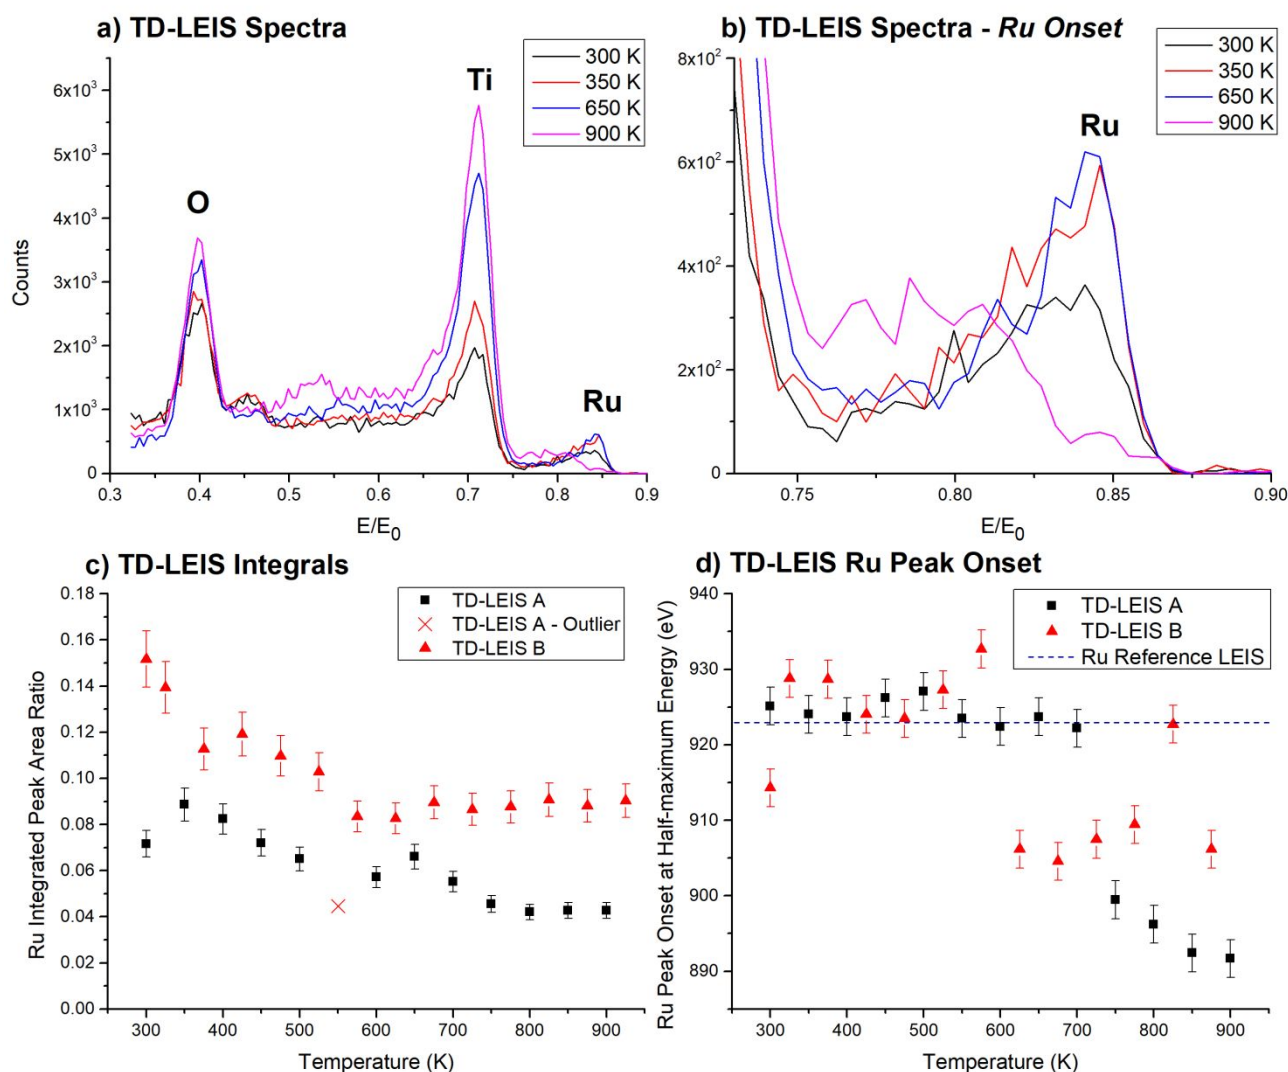 a) TD-LEIS Spectra
300 K
350 K
650 K
900 K
O
Ti
Ru
Counts
6x10³
5x10³
4x10³
3x10³
2x10³
1x10³
0
0.3 0.4 0.5 0.6 0.7 0.8 0.9
E/E₀
b) TD-LEIS Spectra - Ru Onset
300 K
350 K
650 K
900 K
Ru
8x10²
6x10²
4x10²
2x10²
0
0.75 0.80 0.85 0.90
E/E₀
c) TD-LEIS Integrals
TD-LEIS A
TD-LEIS A - Outlier
TD-LEIS B
Ru Integrated Peak Area Ratio
0.18
0.16
0.14
0.12
0.10
0.08
0.06
0.04
0.02
0.00
300 400 500 600 700 800 900
Temperature (K)
d) TD-LEIS Ru Peak Onset
TD-LEIS A
TD-LEIS B
Ru Reference LEIS
Ru Peak Onset at Half-maximum Energy (eV)
940
930
920
910
900
890
300 400 500 600 700 800 900
Temperature (K)